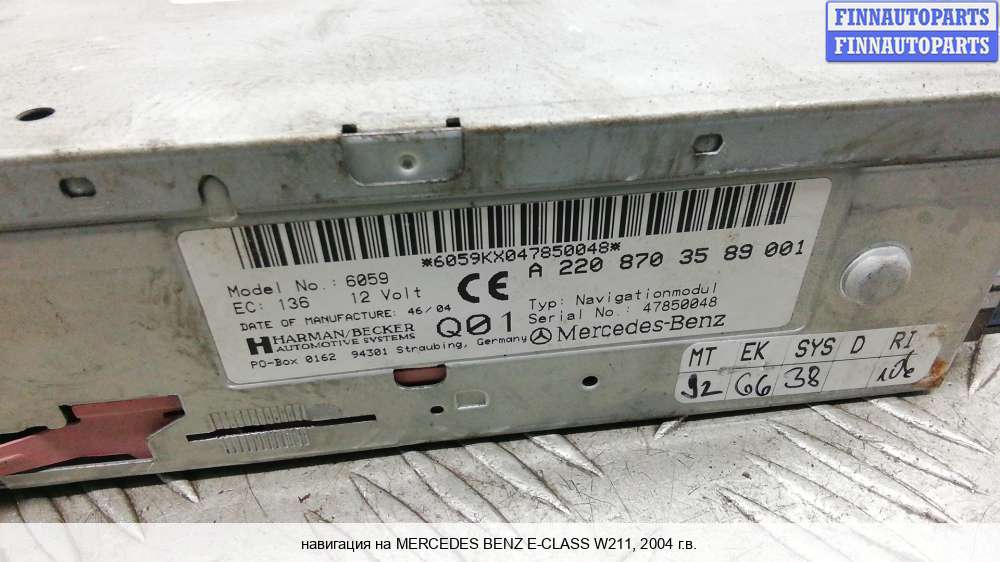 FINNAUTOPARTS
FINNAUTOPARTS
*6059KX047850048*
Model No.: 6059
EC: 136 12 Volt
DATE OF MANUFACTURE: 46/04
HARMAN/BECKER
AUTOMOTIVE SYSTEMS
PO-Box 0162 94301 Straubing, Germany
CE
Q01
A 220 870 35 89 001
Typ: Navigationmodul
Serial No.: 47850048
Mercedes-Benz
MT EK SYS D RI
92 66 38
навигация на MERCEDES BENZ E-CLASS W211, 2004 г.в.